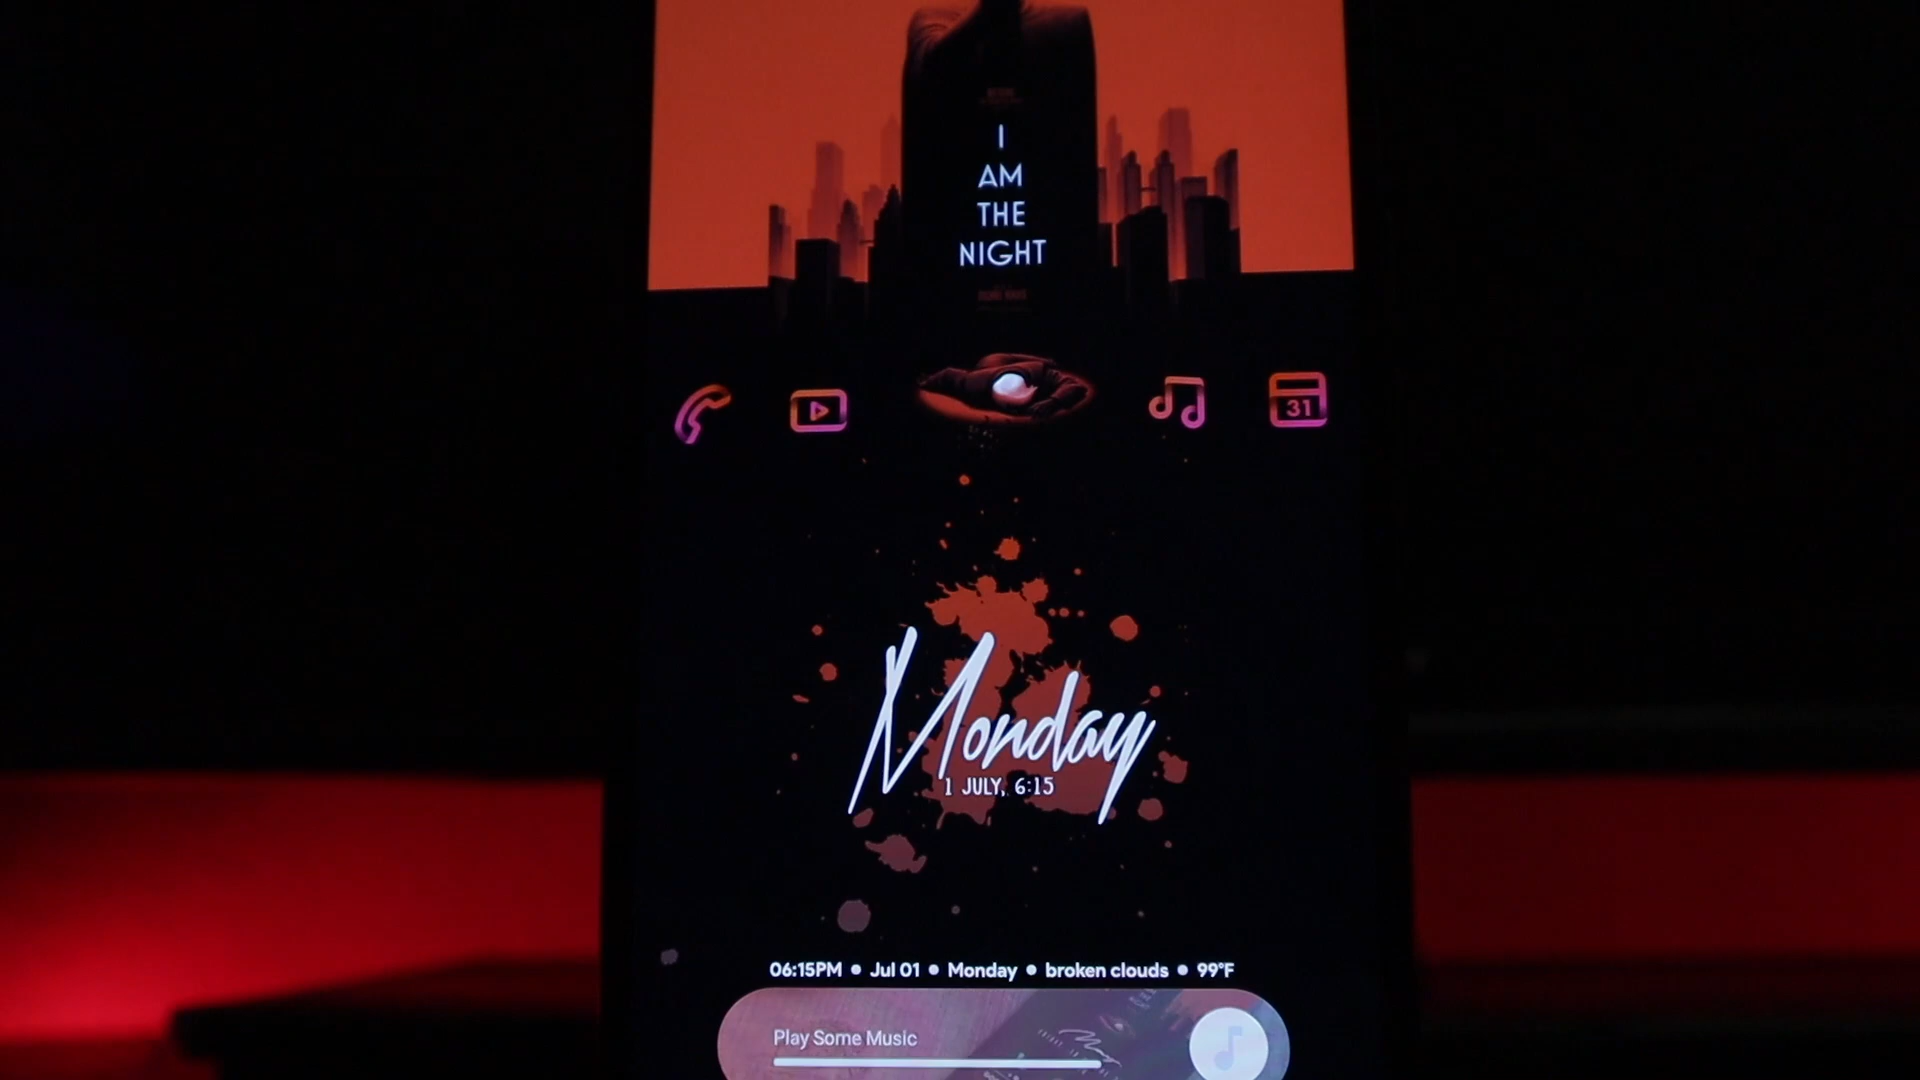 I
AM
THE
NIGHT
31
Monday
1 JULY, 6:15
06:15PM ● Jul 01 ● Monday ● broken clouds ● 99°F
Play Some Music